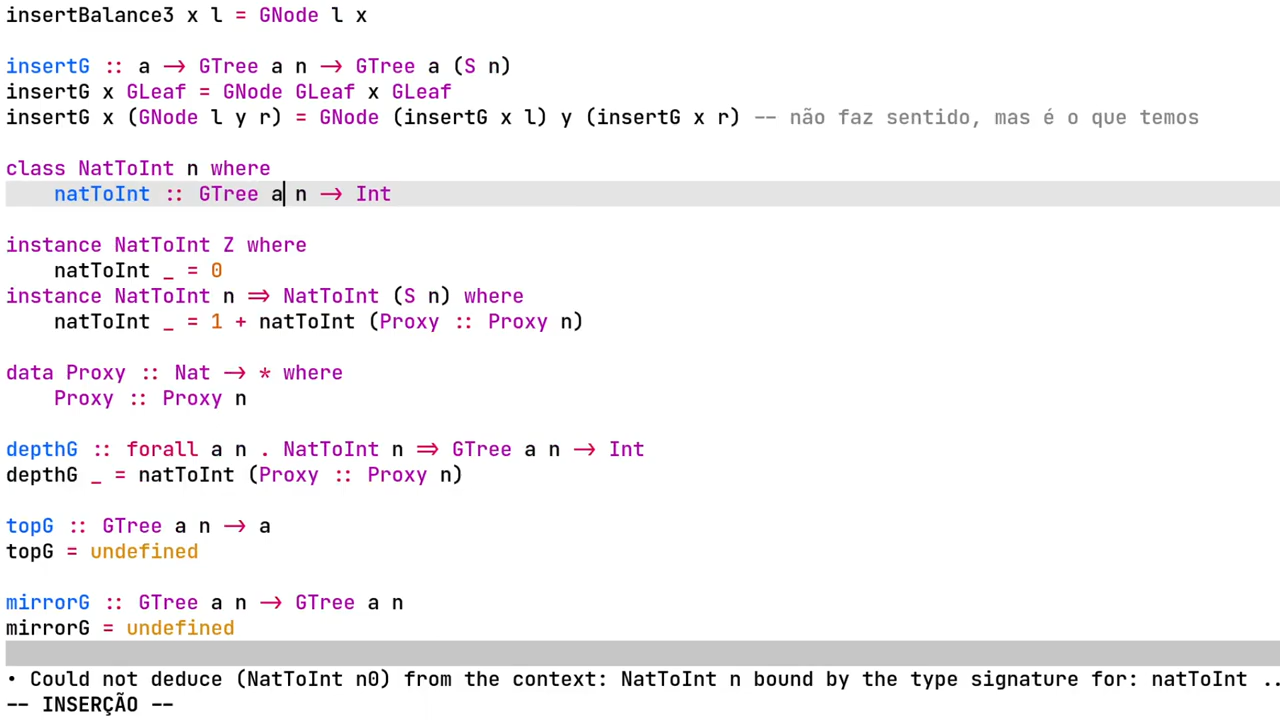 insertBalance3 x l = GNode l x
insertG :: a -> GTree a n -> GTree a (S n)
insertG x GLeaf = GNode GLeaf x GLeaf
insertG x (GNode l y r) = GNode (insertG x l) y (insertG x r) -- não faz sentido, mas é o que temos
class NatToInt n where
    natToInt :: GTree a n -> Int
instance NatToInt Z where
    natToInt _ = 0
instance NatToInt n => NatToInt (S n) where
    natToInt _ = 1 + natToInt (Proxy :: Proxy n)
data Proxy :: Nat -> * where
    Proxy :: Proxy n
depthG :: forall a n . NatToInt n => GTree a n -> Int
depthG _ = natToInt (Proxy :: Proxy n)
topG :: GTree a n -> a
topG = undefined
mirrorG :: GTree a n -> GTree a n
mirrorG = undefined
• Could not deduce (NatToInt n0) from the context: NatToInt n bound by the type signature for: natToInt ..
-- INSERÇÃO --